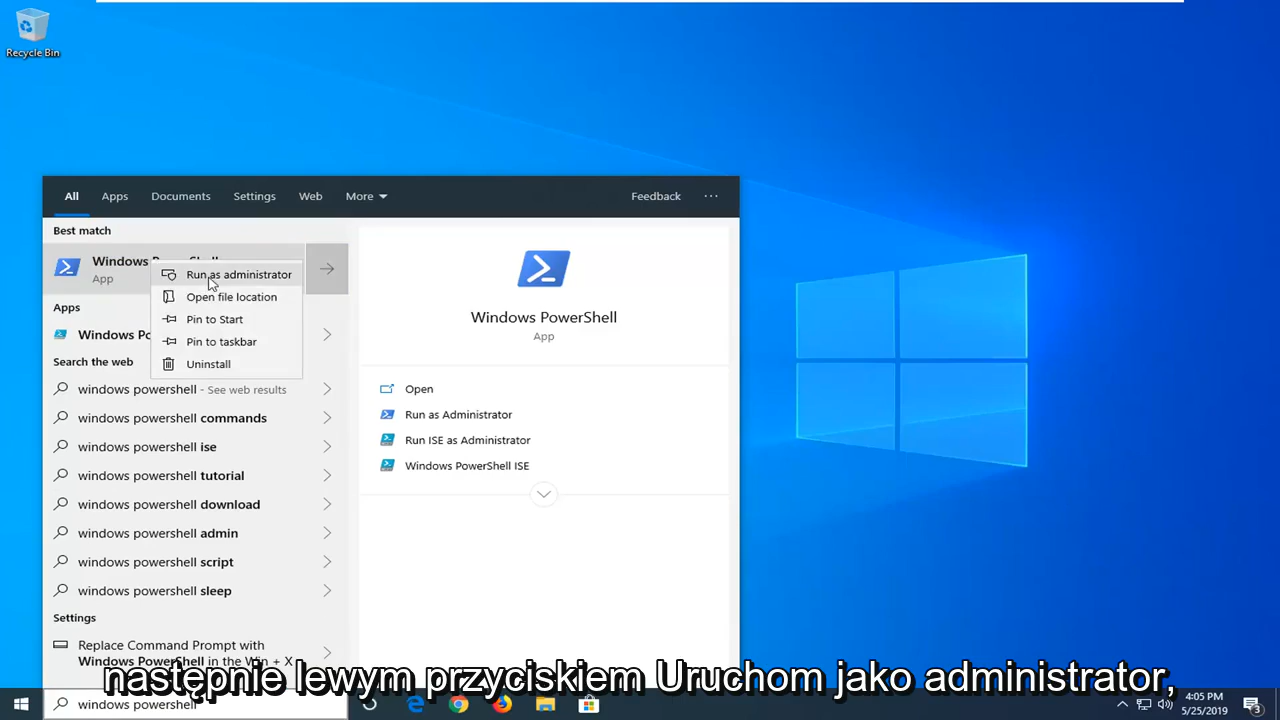 Recycle Bin
All Apps Documents Settings Web More Feedback ...
Best match
Windows
App
Run as administrator
Open file location
Pin to Start
Pin to taskbar
Uninstall
Apps
Windows
Search the web
windows powershell - See web results
windows powershell commands
windows powershell ise
windows powershell tutorial
windows powershell download
windows powershell admin
windows powershell script
windows powershell sleep
Settings
Replace Command Prompt with
Windows PowerShell in the Win + X
Windows PowerShell
App
Open
Run as Administrator
Run ISE as Administrator
Windows PowerShell ISE
następnie lewym przyciskiem Uruchom jako administrator,
windows powershell
4:05 PM
5/25/2019
3